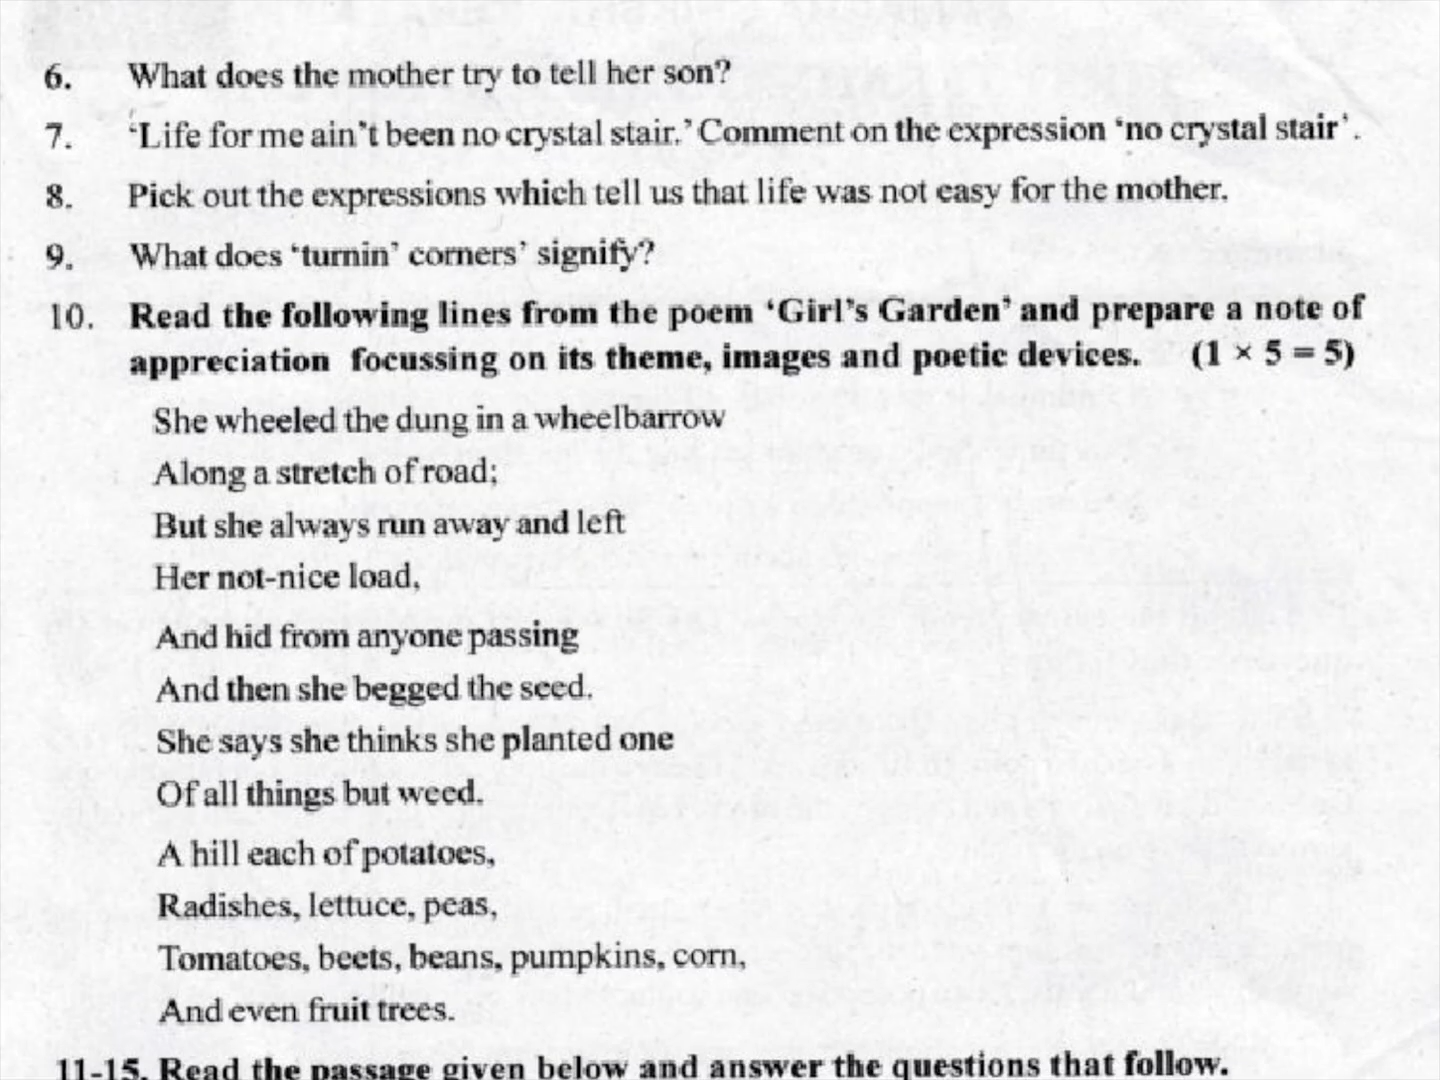 6. What does the mother try to tell her son?
7. 'Life for me ain't been no crystal stair.' Comment on the expression 'no crystal stair'.
8. Pick out the expressions which tell us that life was not easy for the mother.
9. What does 'turnin' corners' signify?
10. Read the following lines from the poem 'Girl's Garden' and prepare a note of
appreciation focussing on its theme, images and poetic devices. (1 × 5 = 5)
She wheeled the dung in a wheelbarrow
Along a stretch of road;
But she always run away and left
Her not-nice load,
And hid from anyone passing
And then she begged the seed.
She says she thinks she planted one
Of all things but weed.
A hill each of potatoes,
Radishes, lettuce, peas,
Tomatoes, beets, beans, pumpkins, corn,
And even fruit trees.
11-15. Read the passage given below and answer the questions that follow.